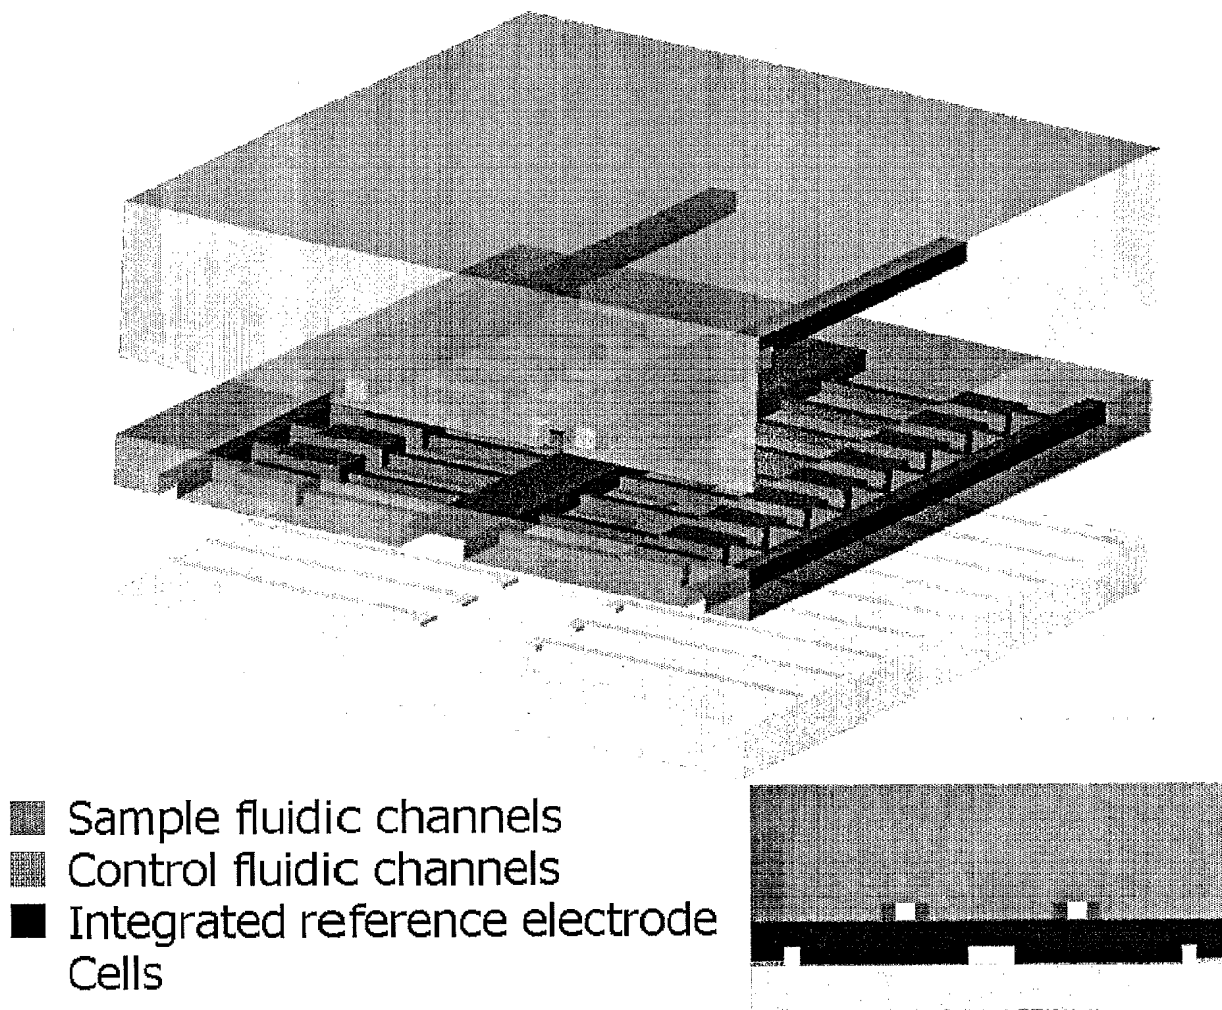 Sample fluidic channels
Control fluidic channels
Integrated reference electrode
Cells